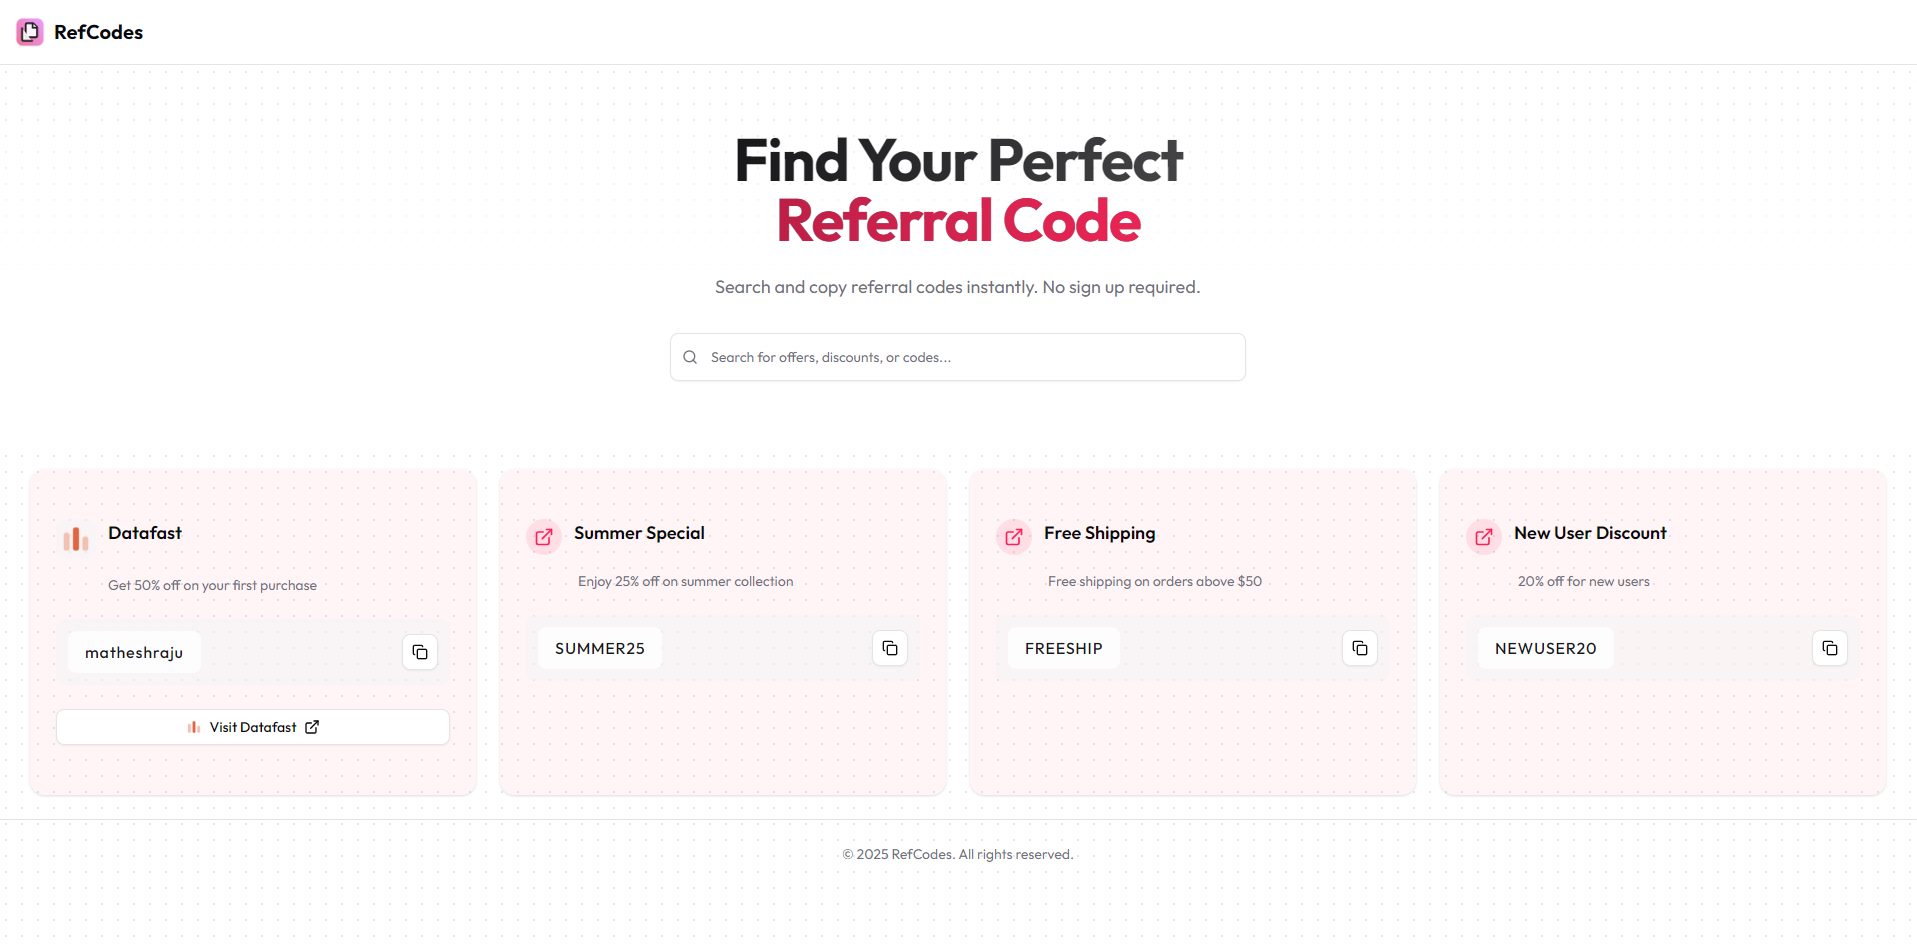 RefCodes
Find Your Perfect
Referral Code
Search and copy referral codes instantly. No sign up required.
Search for offers, discounts, or codes...
Datafast
Get 50% off on your first purchase
matheshraju
Visit Datafast
Summer Special
Enjoy 25% off on summer collection
SUMMER25
Free Shipping
Free shipping on orders above $50
FREESHIP
New User Discount
20% off for new users
NEWUSER20
© 2025 RefCodes. All rights reserved.